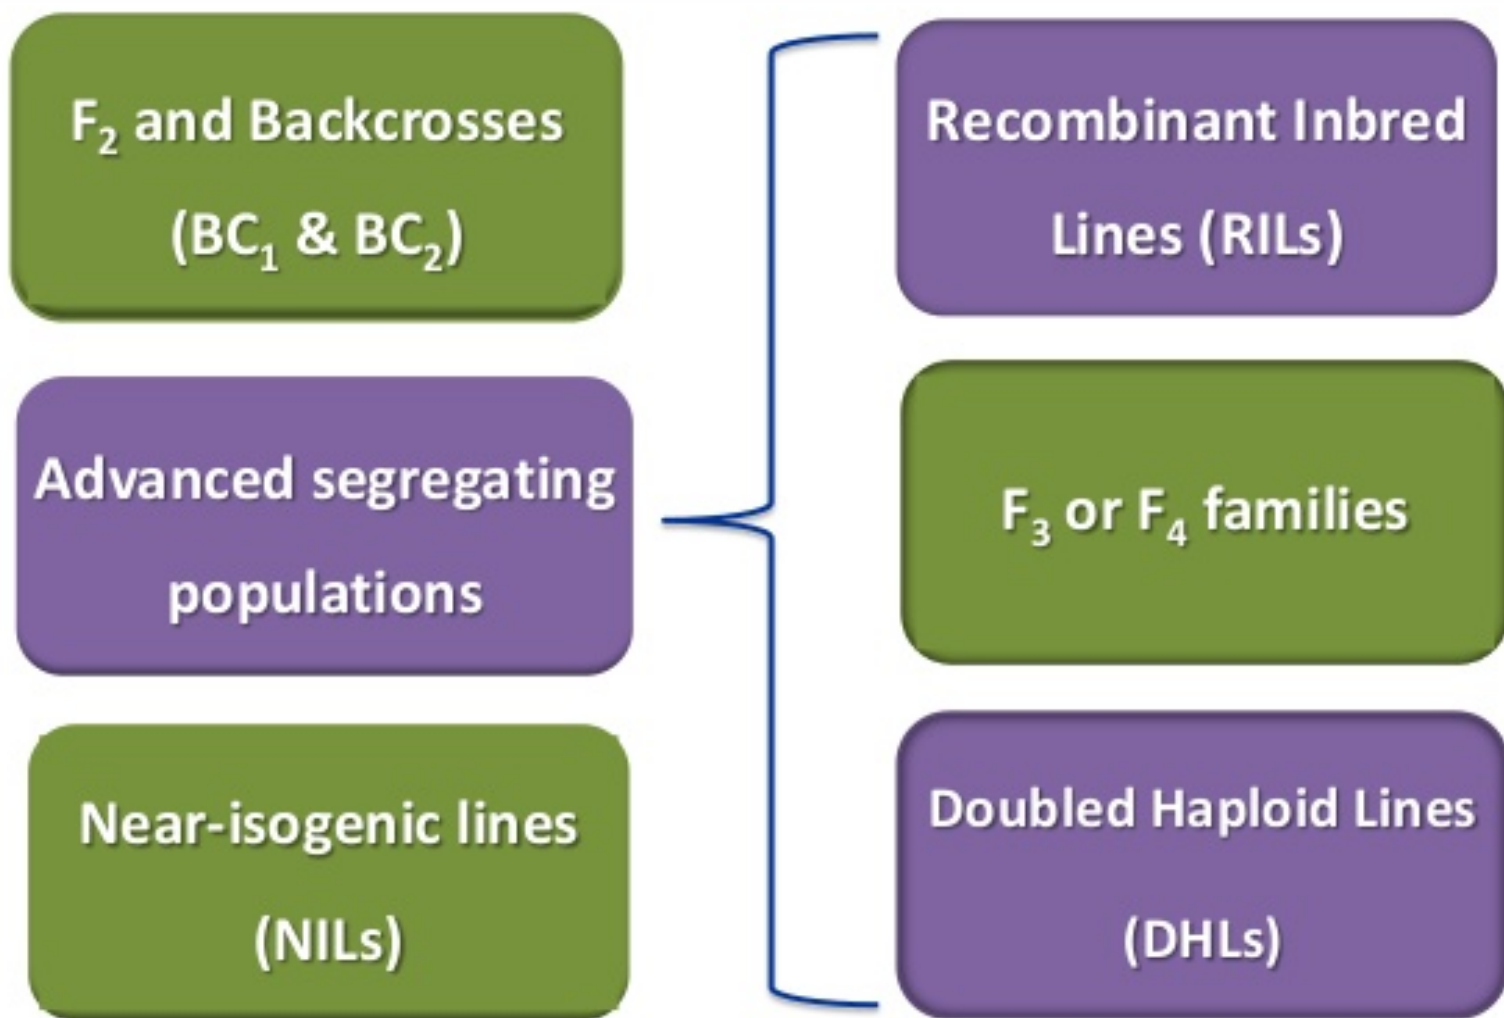 F₂ and Backcrosses
(BC₁ & BC₂)
Advanced segregating
populations
Near-isogenic lines
(NILs)
Recombinant Inbred
Lines (RILs)
F₃ or F₄ families
Doubled Haploid Lines
(DHLs)